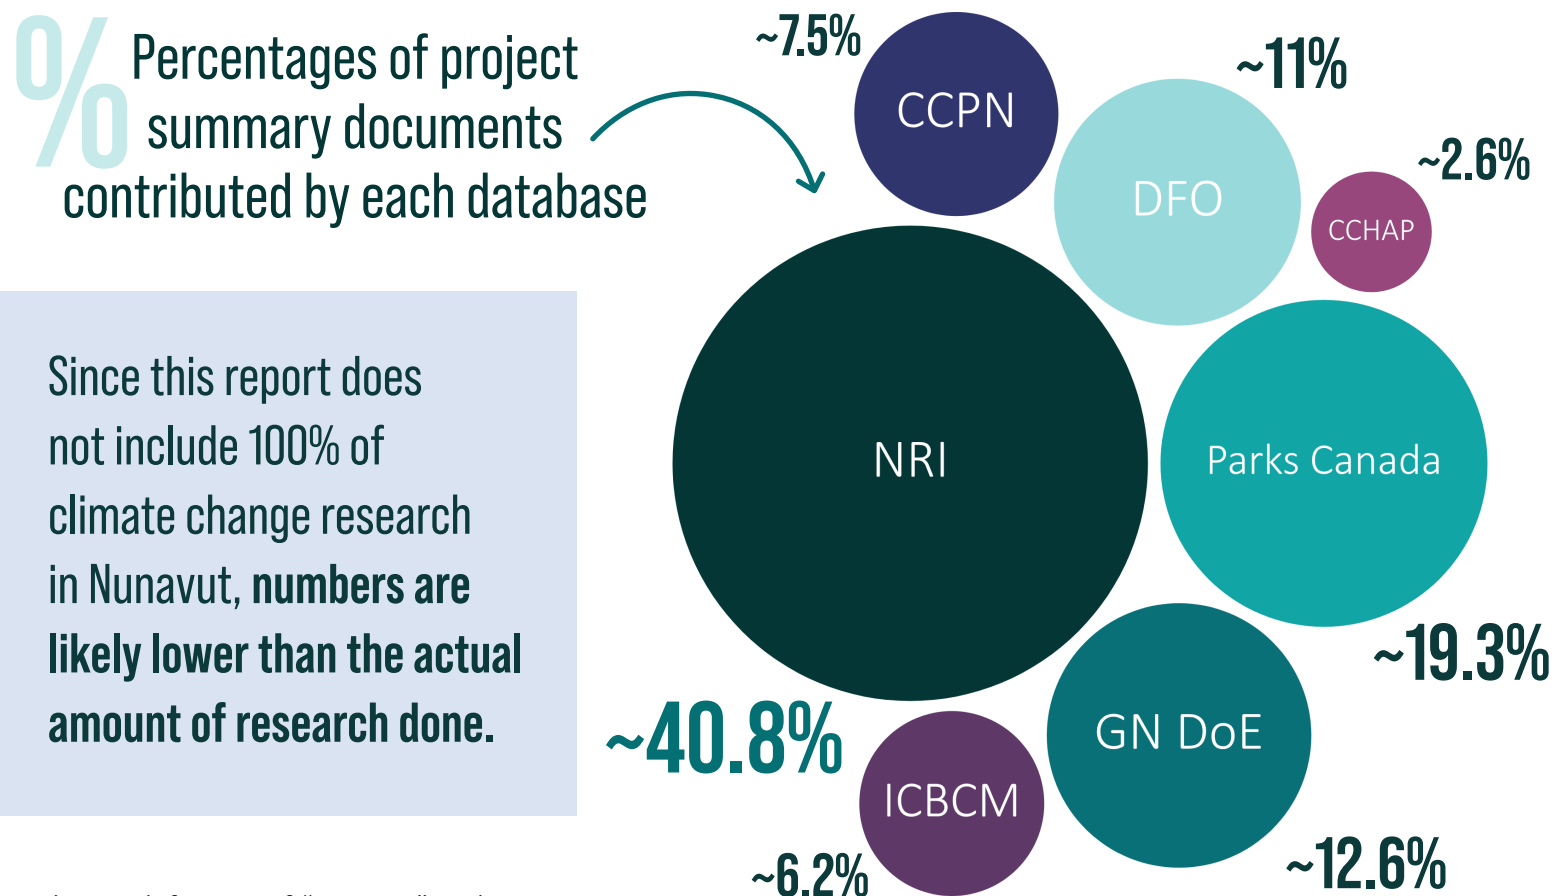 %
Percentages of project
summary documents
contributed by each database
Since this report does
not include 100% of
climate change research
in Nunavut, numbers are
likely lower than the actual
amount of research done.
~7.5%
CCPN
~11%
DFO
~2.6%
CCHAP
NRI
~40.8%
Parks Canada
~19.3%
GN DoE
~12.6%
ICBCM
~6.2%